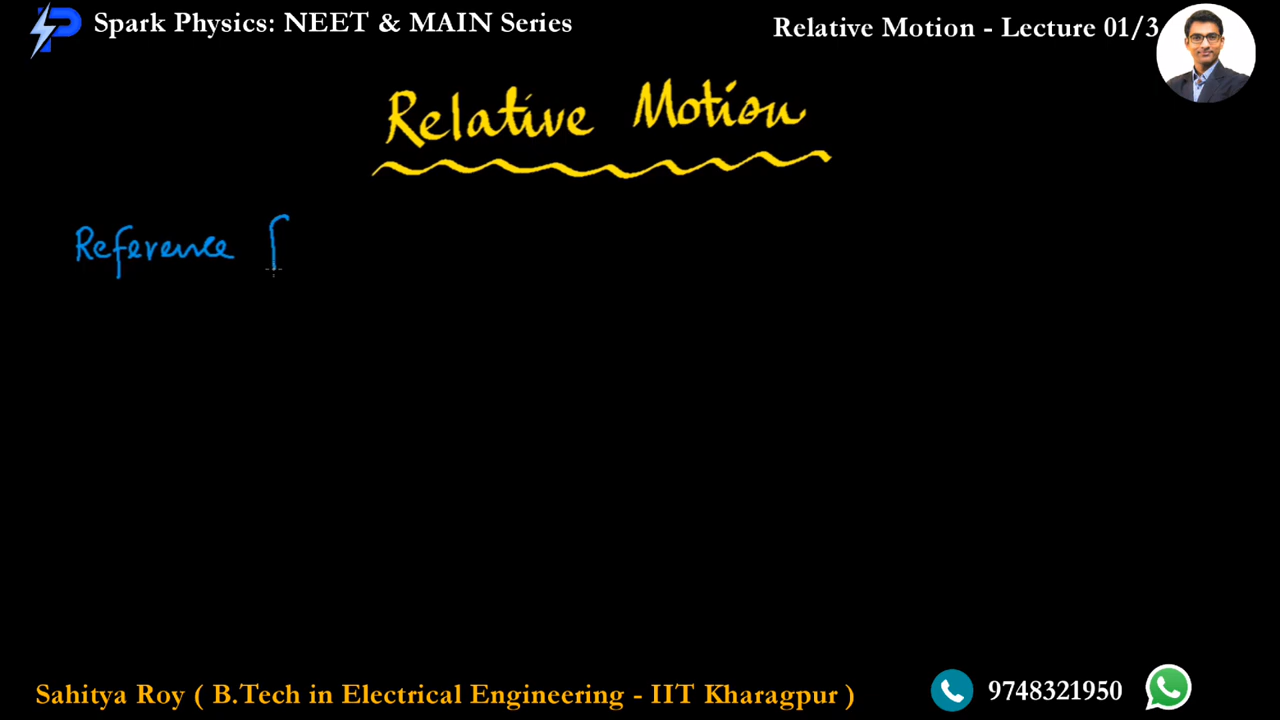 Spark Physics: NEET & MAIN Series
Relative Motion - Lecture 01/3
Relative Motion
Reference
Sahitya Roy ( B.Tech in Electrical Engineering - IIT Kharagpur )
9748321950